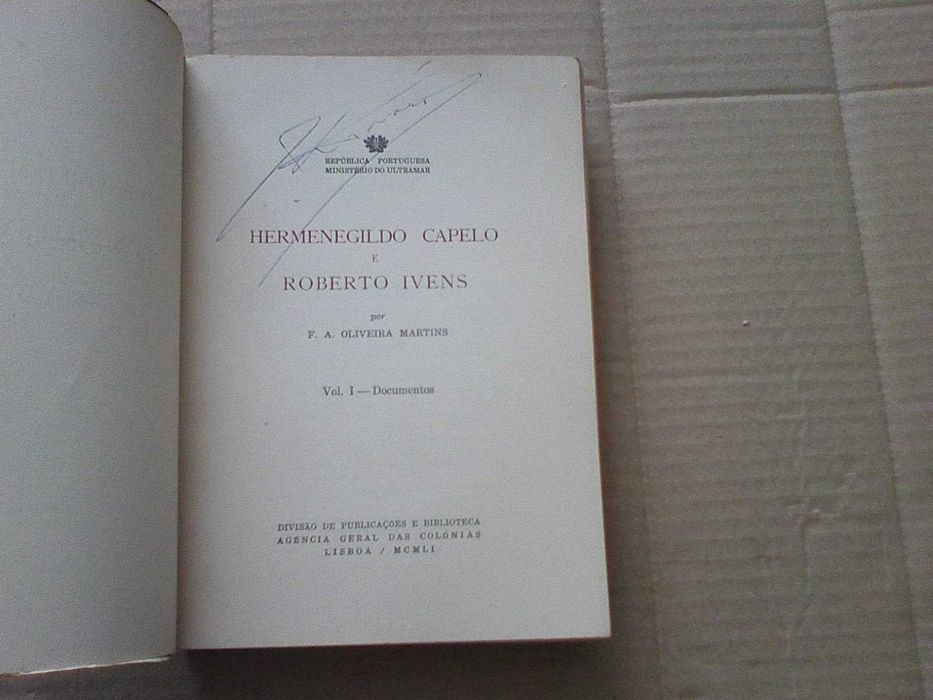 REPÚBLICA PORTUGUESA
MINISTÉRIO DO ULTRAMAR
HERMENEGILDO CAPELO
E
ROBERTO IVENS
por
F. A. OLIVEIRA MARTINS
Vol. I — Documentos
DIVISÃO DE PUBLICAÇÕES E BIBLIOTECA
AGÊNCIA GERAL DAS COLONIAS
LISBOA / MCMLI